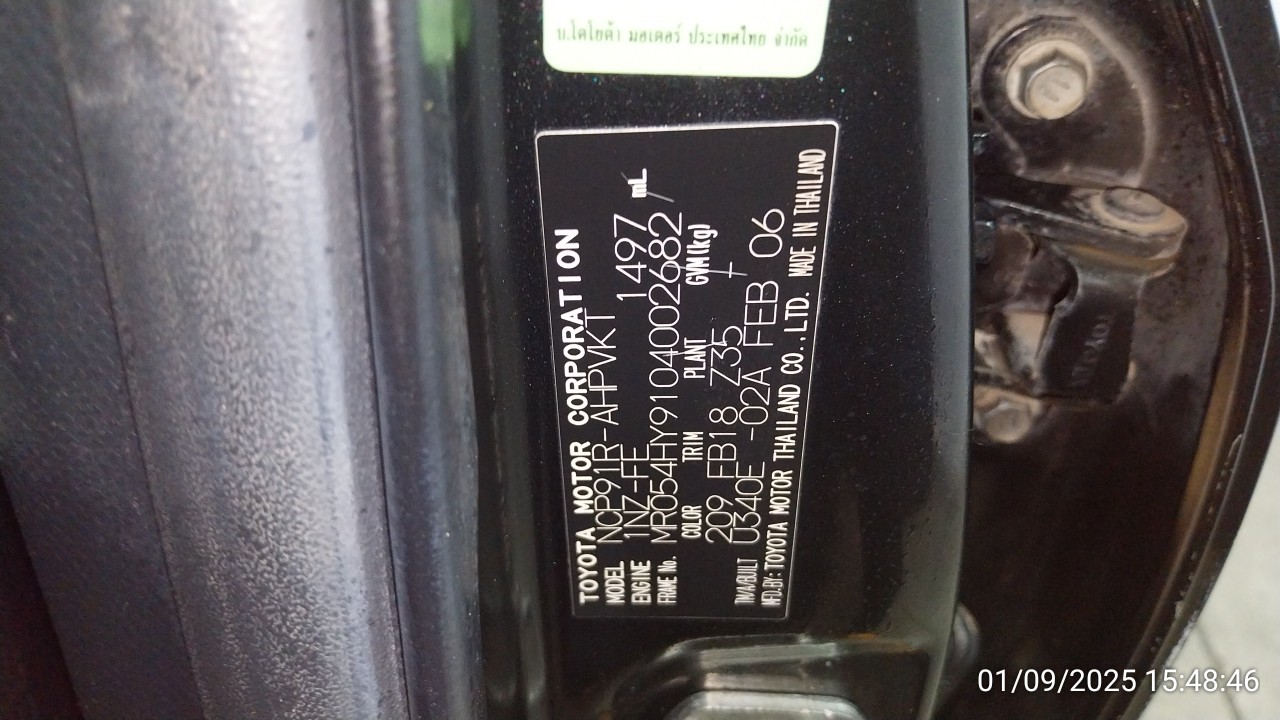 บ.โตโยต้า มอเตอร์ ประเทศไทย จำกัด
TOYOTA MOTOR CORPORATION
MODEL NCP91R-AHPVKT
ENGINE 1NZ-FE 1497 mL
FRAME No. MR054HY9104002682
COLOR TRIM PLANT GVM(kg)
209 FB18 Z35
TM/A/BUILT U340E -02A FEB 06
MFD.BY: TOYOTA MOTOR THAILAND CO.,LTD. MADE IN THAILAND
TOYOTA
01/09/2025 15:48:46